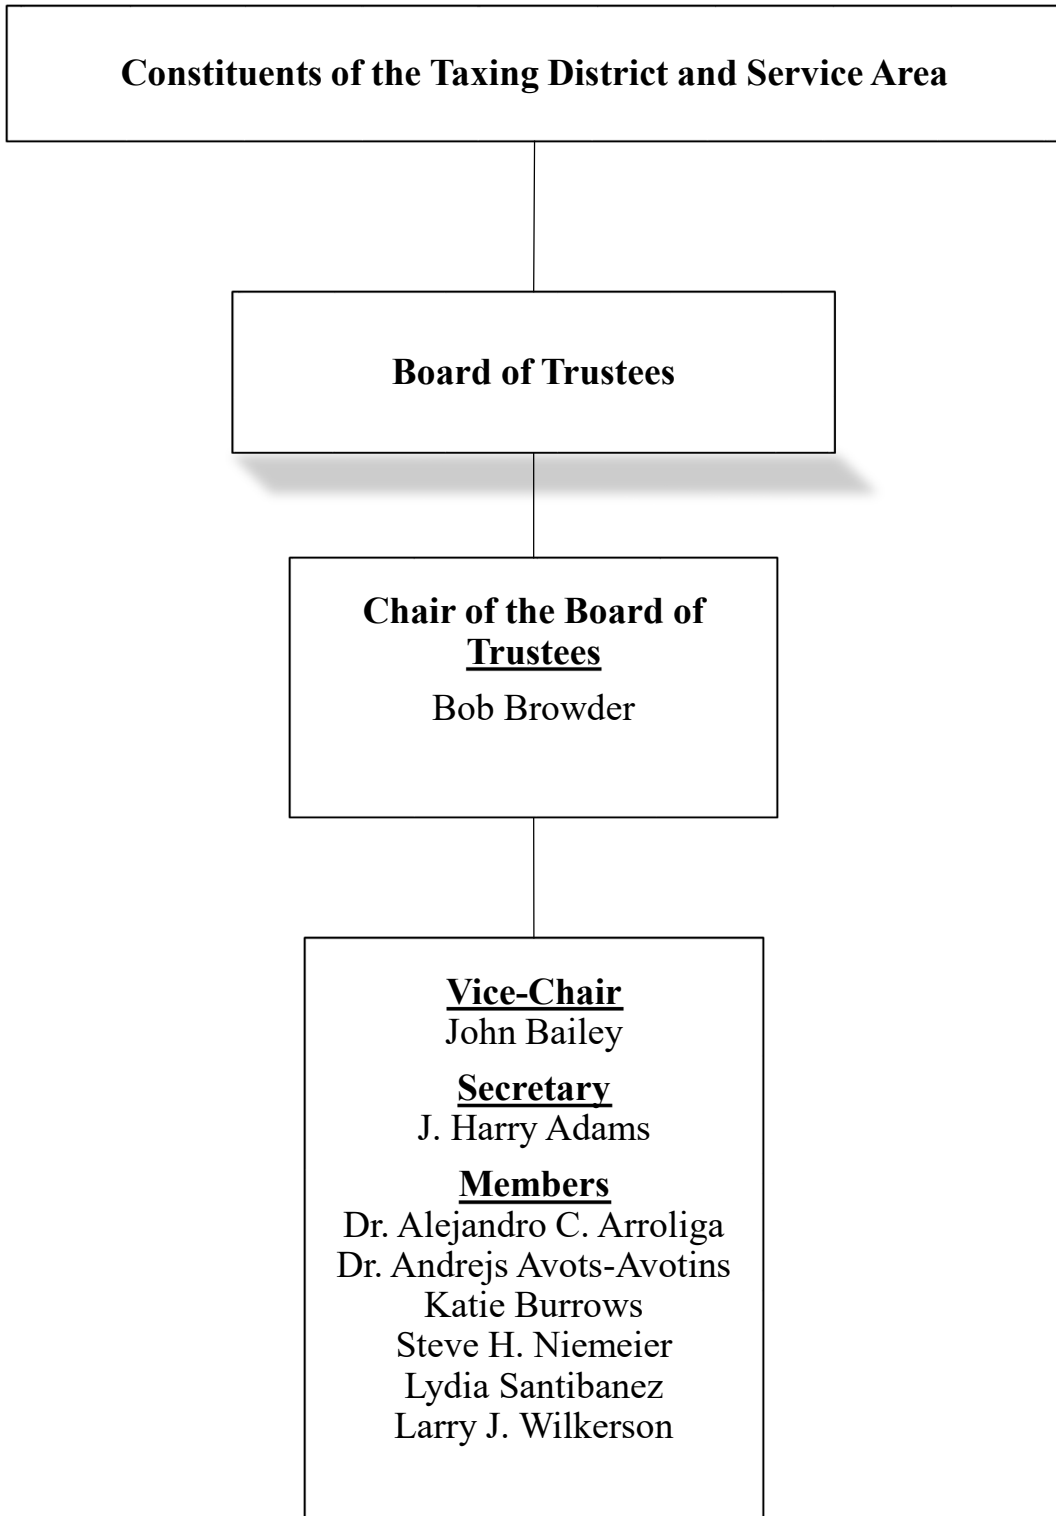 Constituents of the Taxing District and Service Area
Board of Trustees
Chair of the Board of
Trustees
Bob Browder
Vice-Chair
John Bailey
Secretary
J. Harry Adams
Members
Dr. Alejandro C. Arroliga
Dr. Andrejs Avots-Avotins
Katie Burrows
Steve H. Niemeier
Lydia Santibanez
Larry J. Wilkerson